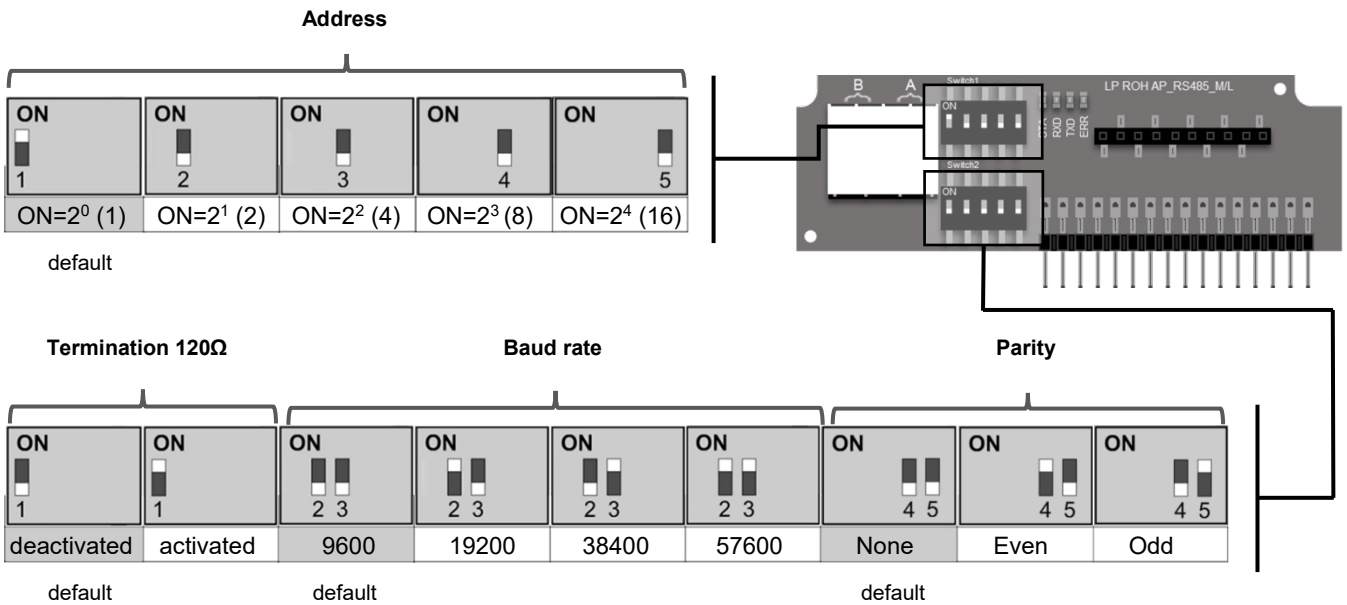 Address
ON ON ON ON ON
1 2 3 4 5
ON=2⁰ (1) ON=2¹ (2) ON=2² (4) ON=2³ (8) ON=2⁴ (16)
default
B A Switch1 LP ROH AP_RS485_M/L
ON
RXD TXD ERR
Switch2
ON
Termination 120Ω Baud rate Parity
ON ON ON ON ON ON ON ON ON
1 1 2 3 2 3 2 3 2 3 4 5 4 5 4 5
deactivated activated 9600 19200 38400 57600 None Even Odd
default default default